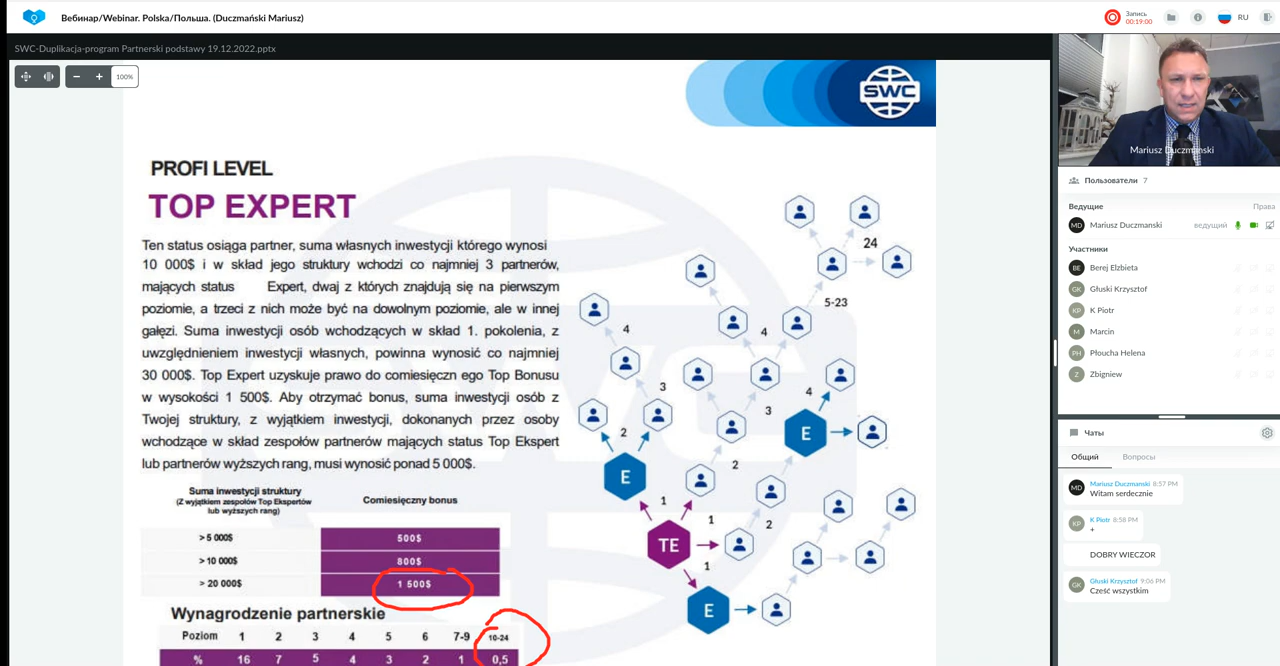 Вебинар/Webinar. Polska/Польша. (Duczmański Mariusz)
Запись
00:19:00
RU
SWC-Duplikacja-program Partnerski podstawy 19.12.2022.pptx
100%
SWC
PROFI LEVEL
TOP EXPERT
Ten status osiąga partner, suma własnych inwestycji którego wynosi
10 000$ i w skład jego struktury wchodzi co najmniej 3 partnerów,
mających status Expert, dwaj z których znajdują się na pierwszym
poziomie, a trzeci z nich może być na dowolnym poziomie, ale w innej
gałęzi. Suma inwestycji osób wchodzących w skład 1. pokolenia, z
uwzględnieniem inwestycji własnych, powinna wynosić co najmniej
30 000$. Top Expert uzyskuje prawo do comiesięczn ego Top Bonusu
w wysokości 1 500$. Aby otrzymać bonus, suma inwestycji osób z
Twojej struktury, z wyjątkiem inwestycji, dokonanych przez osoby
wchodzące w skład zespołów partnerów mających status Top Ekspert
lub partnerów wyższych rang, musi wynosić ponad 5 000$.
Suma inwestycji struktury
(Z wyjątkiem zespołów Top Ekspertów
lub wyższych rang)
Comiesięczny bonus
> 5 000$ 500$
> 10 000$ 800$
> 20 000$ 1 500$
Wynagrodzenie partnerskie
Poziom 1 2 3 4 5 6 7-9 10-24
% 16 7 5 4 3 2 1 0,5
24
5-23
4
4
3
4
3
2
E
E
2
1
1
2
TE
1
E
Mariusz Duczmanski
Пользователи 7
Ведущие Права
MD Mariusz Duczmanski ведущий
Участники
BE Berej Elzbieta
GK Głuski Krzysztof
KP K Piotr
M Marcin
PH Płoucha Helena
Z Zbigniew
Чаты
Общий Вопросы
MD Mariusz Duczmanski 8:57 PM
Witam serdecznie
KP K Piotr 8:58 PM
+
DOBRY WIECZOR
GK Głuski Krzysztof 9:06 PM
Cześć wszystkim